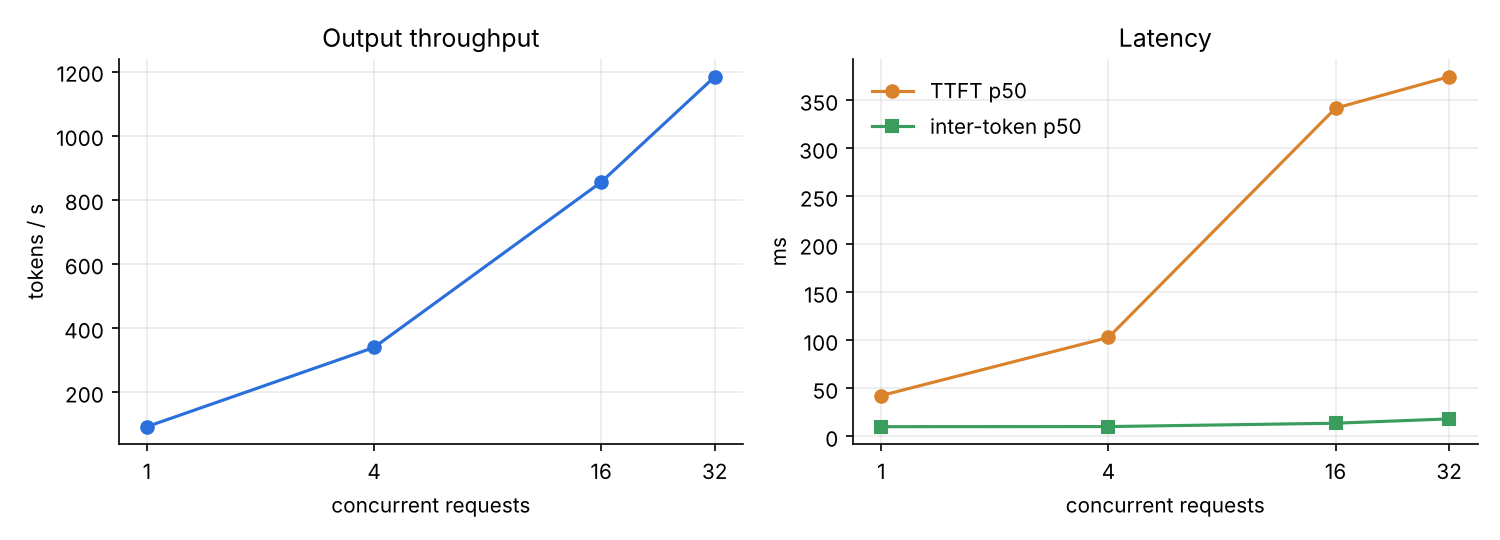 Output throughput
1200
1000
800
600
400
200
tokens / s
1
4
16
32
concurrent requests
Latency
TTFT p50
inter-token p50
350
300
250
200
150
100
50
0
ms
1
4
16
32
concurrent requests